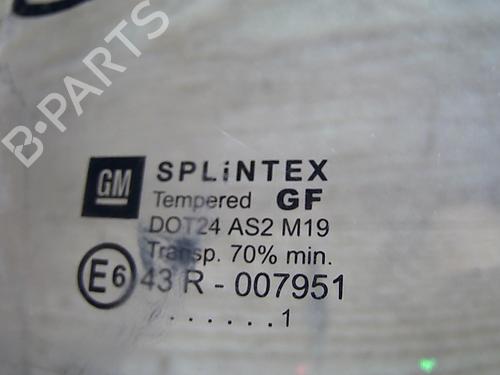 B-PARTS
GM SPLiNTEX
Tempered GF
DOT24 AS2 M19
Transp. 70% min.
E6 43 R - 007951
. . . . . . 1